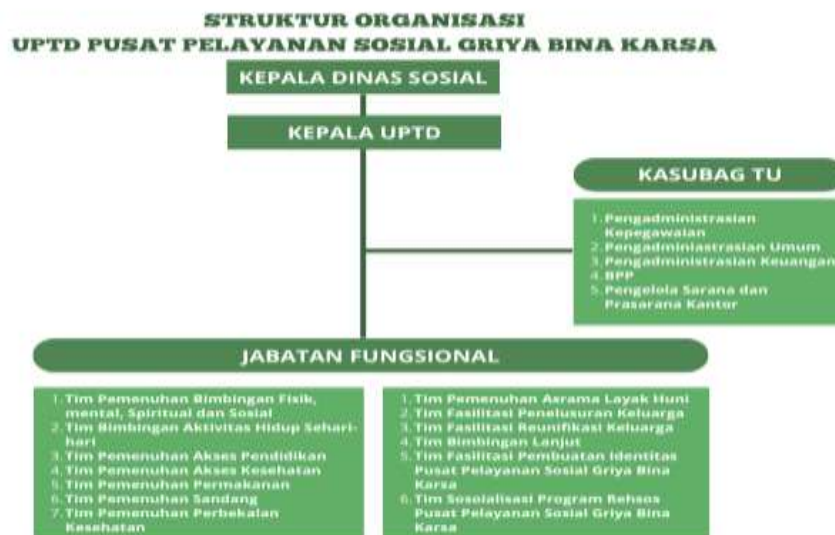 STRUKTUR ORGANISASI
UPTD PUSAT PELAYANAN SOSIAL GRIYA BINA KARSA
KEPALA DINAS SOSIAL
KEPALA UPTD
KASUBAG TU
1. Pengadministrasian
Kepegawaian
2. Pengadminiastrasian Umum
3. Pengadministrasian Keuangan
4. BPP
5. Pengelola Sarana dan
Prasarana Kantor
JABATAN FUNGSIONAL
1. Tim Pemenuhan Bimbingan Fisik,
mental, Spiritual dan Sosial
2. Tim Bimbingan Aktivitas Hidup Sehari-
hari
3. Tim Pemenuhan Akses Pendidikan
4. Tim Pemenuhan Akses Kesehatan
5. Tim Pemenuhan Permakanan
6. Tim Pemenuhan Sandang
7. Tim Pemenuhan Perbekalan
Kesehatan
1. Tim Pemenuhan Asrama Layak Huni
2. Tim Fasilitasi Penelusuran Keluarga
3. Tim Fasilitasi Reunifikasi Keluarga
4. Tim Bimbingan Lanjut
5. Tim Fasilitasi Pembuatan Identitas
Pusat Pelayanan Sosial Griya Bina
Karsa
6. Tim Sososialisasi Program Rehsos
Pusat Pelayanan Sosial Griya Bina
Karsa